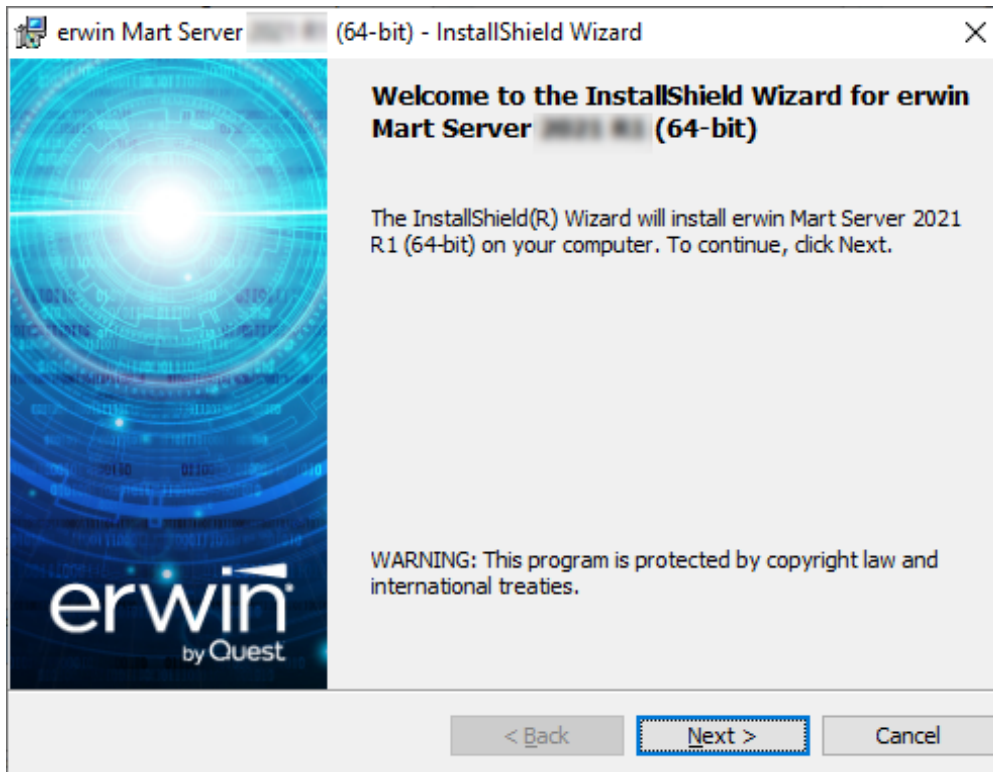 erwin Mart Server (64-bit) - InstallShield Wizard
Welcome to the InstallShield Wizard for erwin
Mart Server (64-bit)
The InstallShield(R) Wizard will install erwin Mart Server 2021
R1 (64-bit) on your computer. To continue, click Next.
WARNING: This program is protected by copyright law and
international treaties.
erwin
by Quest
< Back
Next >
Cancel